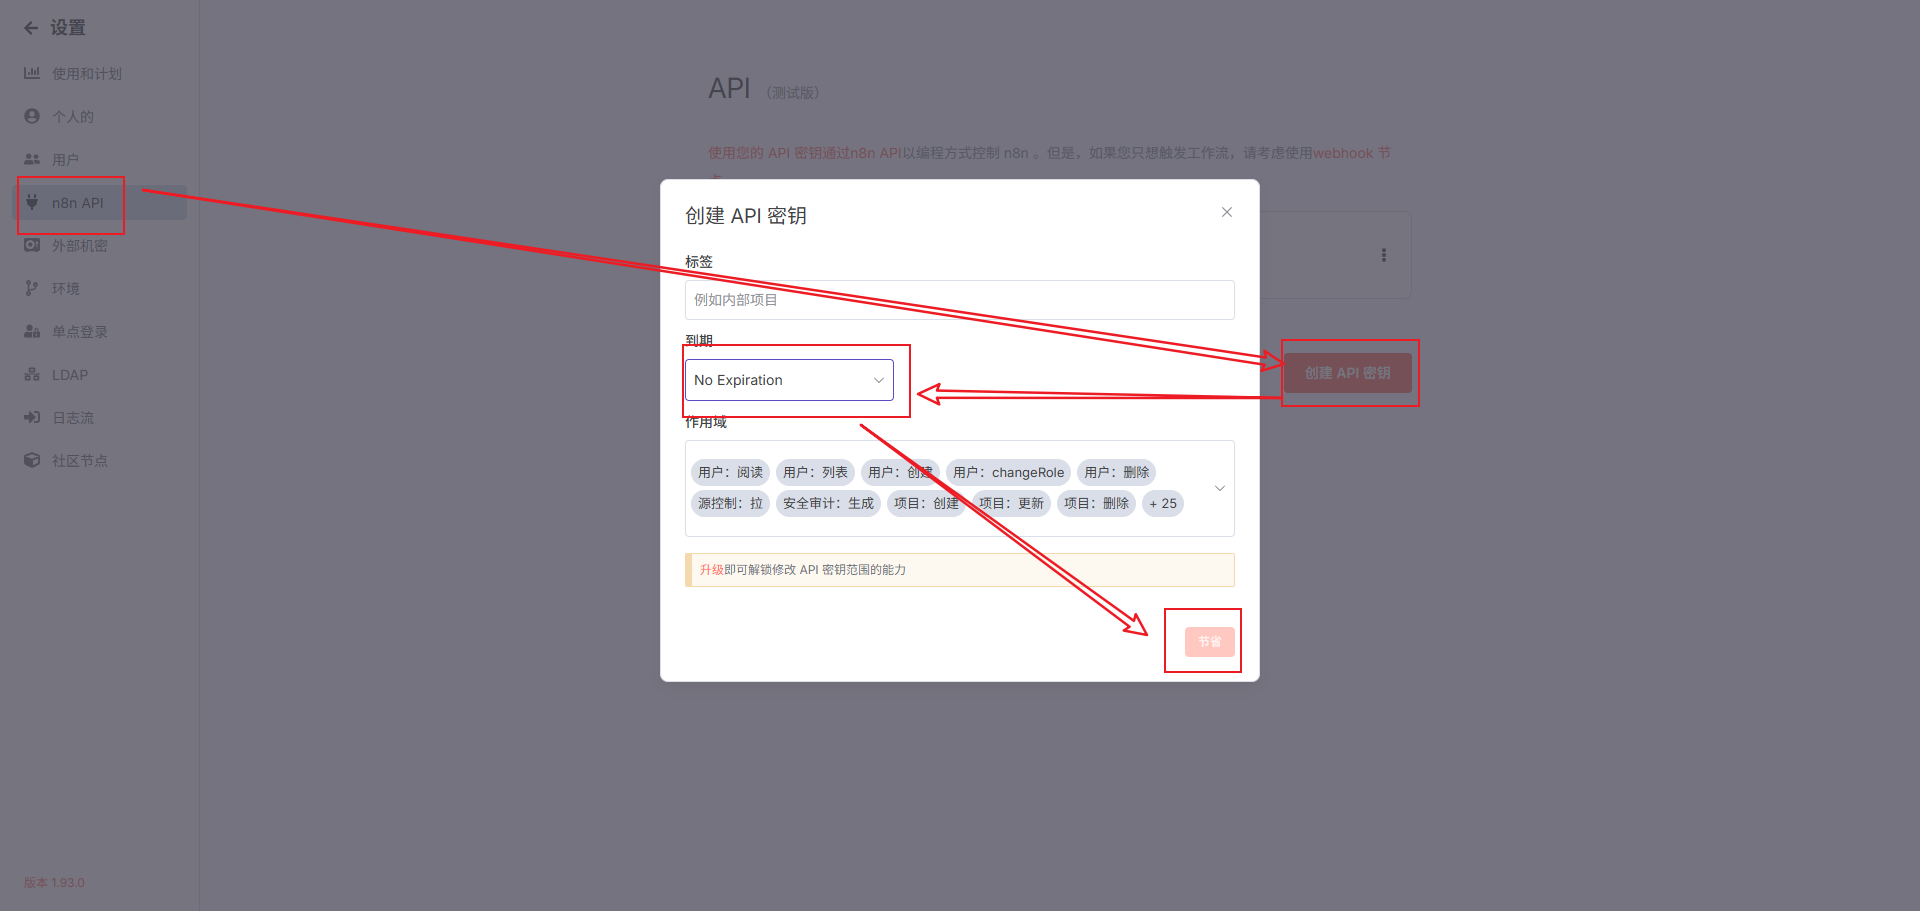 设置
使用和计划
个人的
用户
n8n API
外部机密
环境
单点登录
LDAP
日志流
社区节点
版本 1.93.0
API （测试版）
使用您的 API 密钥通过n8n API以编程方式控制 n8n 。但是，如果您只想触发工作流，请考虑使用webhook 节
创建 API 密钥
标签
例如内部项目
到期
No Expiration
作用域
用户：阅读 用户：列表 用户：创建 用户：changeRole 用户：删除
源控制：拉 安全审计：生成 项目：创建 项目：更新 项目：删除 + 25
升级即可解锁修改 API 密钥范围的能力
节省
创建 API 密钥